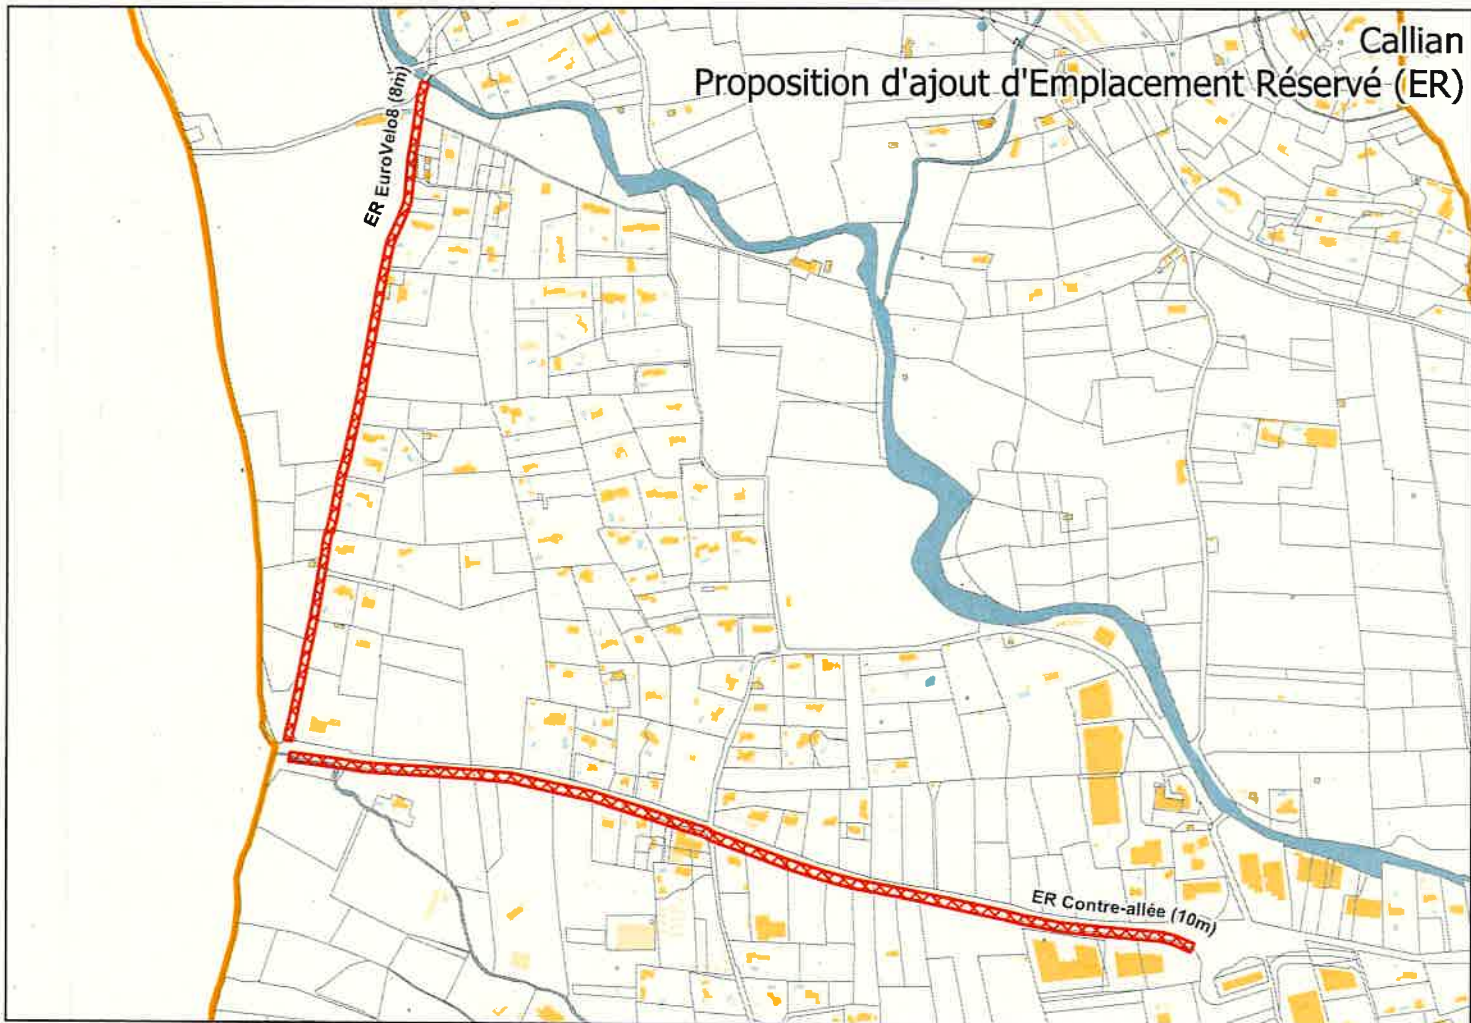 Callian
Proposition d'ajout d'Emplacement Réservé (ER)
ER EuroVelo8 (8m)
ER Contre-allée (10m)